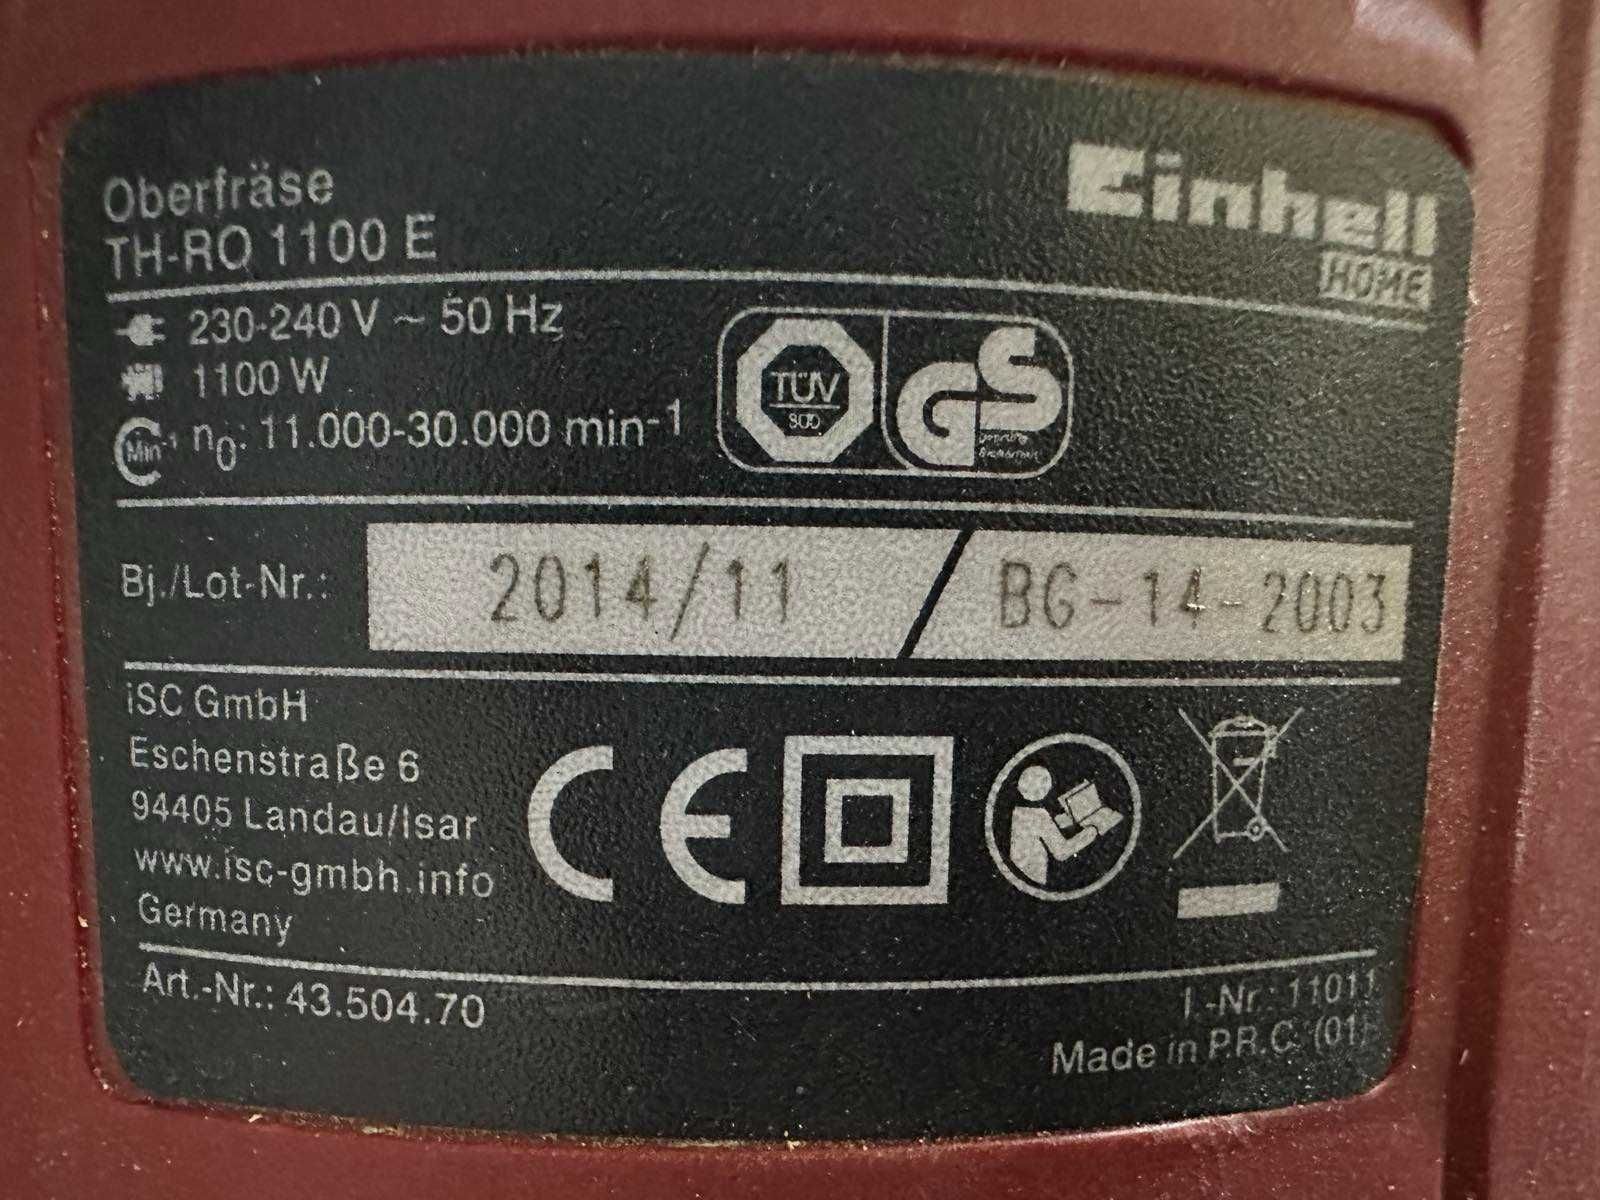 Einhell
HOME
Oberfräse
TH-RO 1100 E
230-240 V ~ 50 Hz
1100 W
Min-1 n0: 11.000-30.000 min-1
TÜV
GS
Bj./Lot-Nr.: 2014/11 / BG-14-2003
iSC GmbH
Eschenstraße 6
94405 Landau/Isar
www.isc-gmbh.info
Germany
CE
Art.-Nr.: 43.504.70
I.-Nr.: 11011
Made in P.R.C. (01)